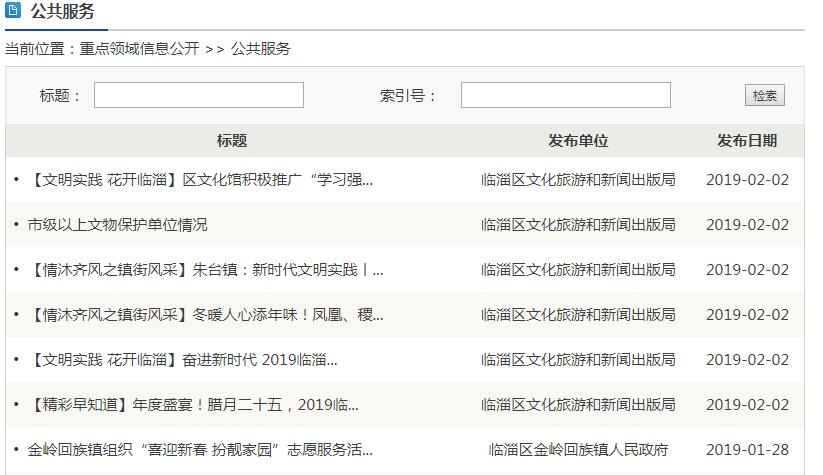 公共服务
当前位置：重点领域信息公开 >> 公共服务
标题： 索引号： 检索
标题 发布单位 发布日期
• 【文明实践 花开临淄】区文化馆积极推广“学习强... 临淄区文化旅游和新闻出版局 2019-02-02
• 市级以上文物保护单位情况 临淄区文化旅游和新闻出版局 2019-02-02
• 【情沐齐风之镇街风采】朱台镇：新时代文明实践丨... 临淄区文化旅游和新闻出版局 2019-02-02
• 【情沐齐风之镇街风采】冬暖人心添年味！凤凰、稷... 临淄区文化旅游和新闻出版局 2019-02-02
• 【文明实践 花开临淄】奋进新时代 2019临淄... 临淄区文化旅游和新闻出版局 2019-02-02
• 【精彩早知道】年度盛宴！腊月二十五，2019临... 临淄区文化旅游和新闻出版局 2019-02-02
• 金岭回族镇组织“喜迎新春 扮靓家园”志愿服务活... 临淄区金岭回族镇人民政府 2019-01-28